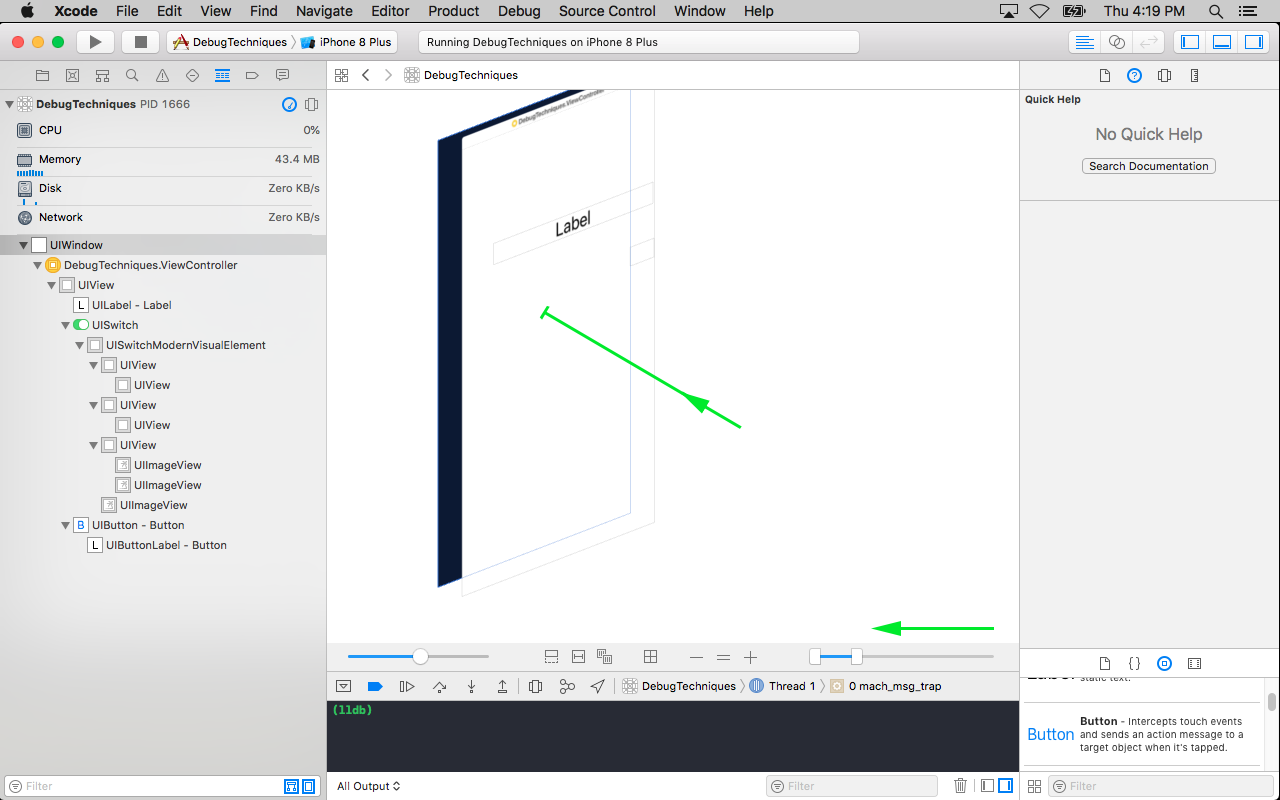 Xcode File Edit View Find Navigate Editor Product Debug Source Control Window Help Thu 4:19 PM
DebugTechniques iPhone 8 Plus Running DebugTechniques on iPhone 8 Plus
DebugTechniques
Quick Help
No Quick Help
Search Documentation
DebugTechniques PID 1666
CPU 0%
Memory 43.4 MB
Disk Zero KB/s
Network Zero KB/s
UIWindow
DebugTechniques.ViewController
UIView
L UILabel - Label
UISwitch
UISwitchModernVisualElement
UIView
UIView
UIView
UIView
UIView
UIImageView
UIImageView
UIImageView
B UIButton - Button
L UIButtonLabel - Button
Filter
DebugTechniques.ViewController
Label
DebugTechniques Thread 1 0 mach_msg_trap
(lldb)
All Output Filter
{}
static text.
Button Button - Intercepts touch events
and sends an action message to a
target object when it's tapped.
Filter